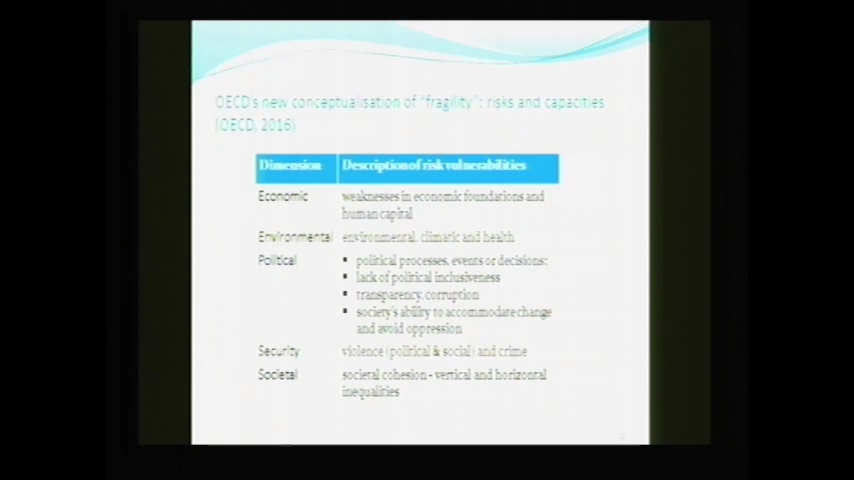 OECD's new conceptualisation of "fragility": risks and capacities
(OECD, 2016)
Dimension Description of risk vulnerabilities
Economic weaknesses in economic foundations and
human capital
Environmental environmental, climatic and health
Political ▪ political processes, events or decisions;
▪ lack of political inclusiveness
▪ transparency, corruption
▪ society's ability to accommodate change
and avoid oppression
Security violence (political & social) and crime
Societal societal cohesion - vertical and horizontal
inequalities